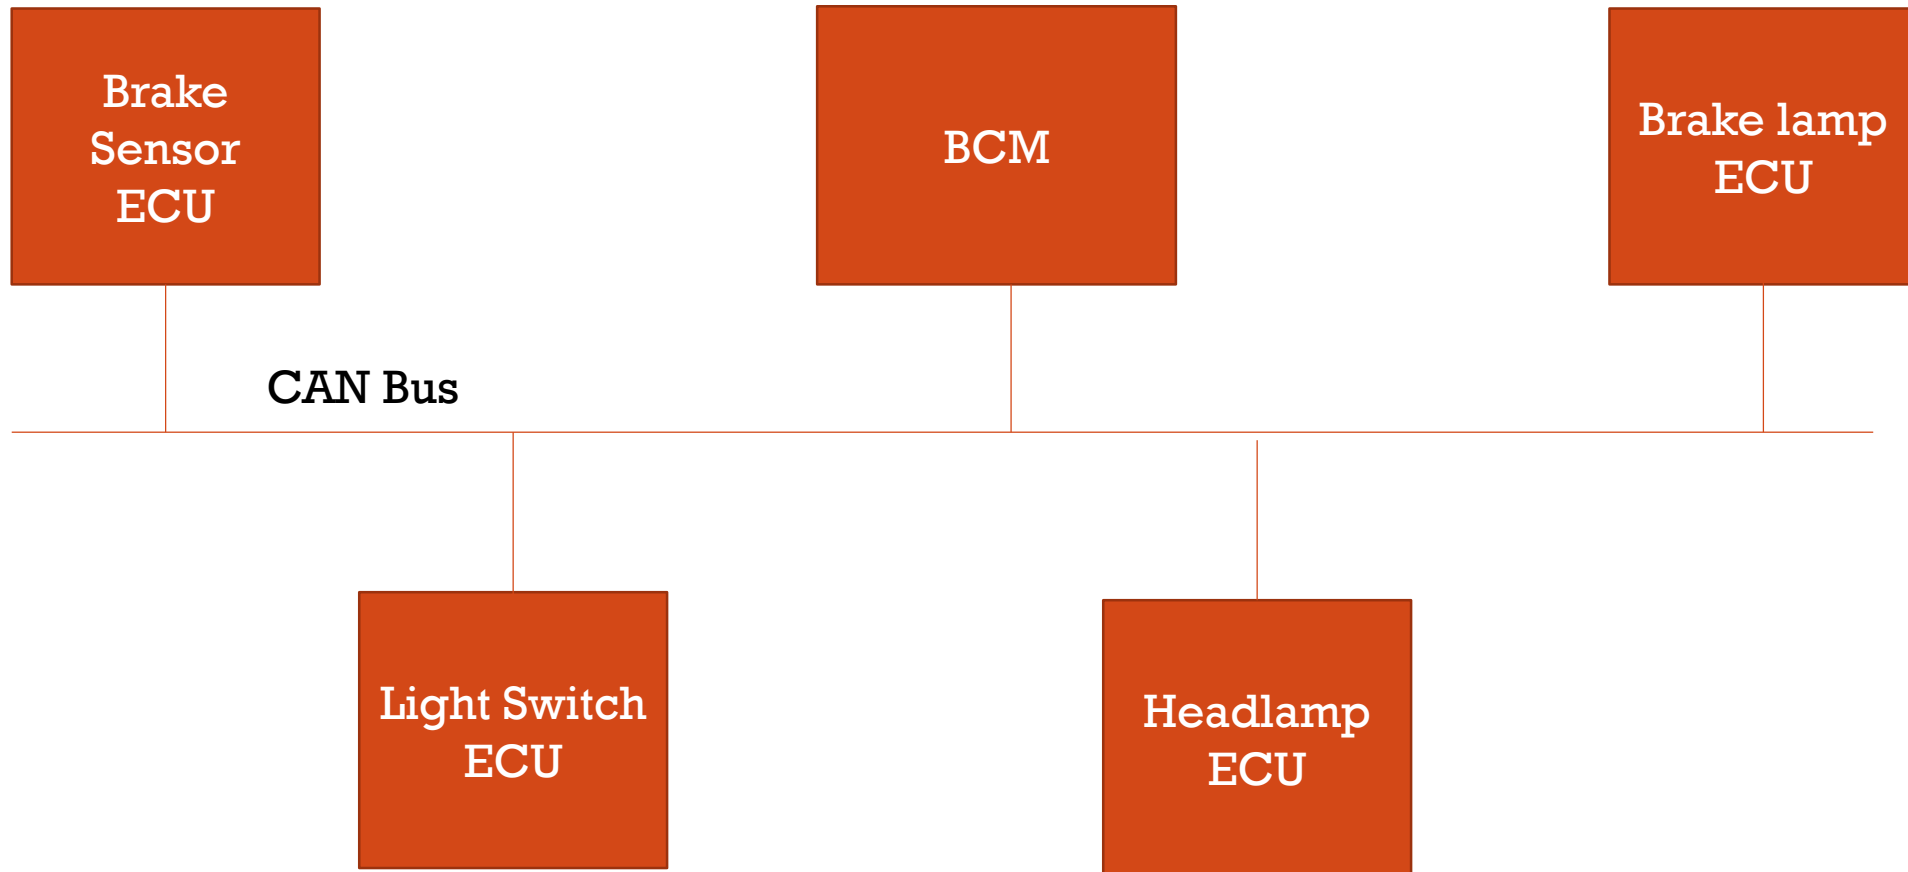 Brake
Sensor
ECU
BCM
Brake lamp
ECU
CAN Bus
Light Switch
ECU
Headlamp
ECU